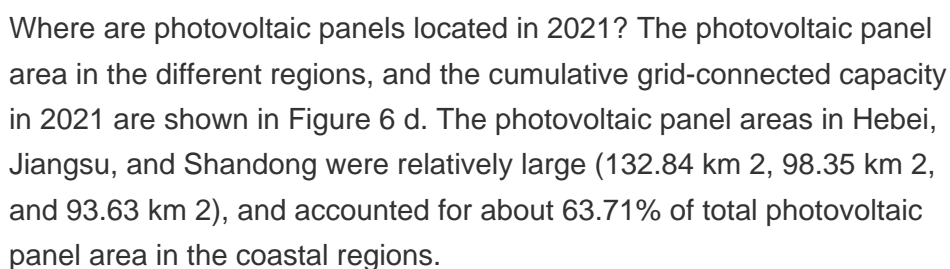 Where are photovoltaic panels located in 2021? The photovoltaic panel
area in the different regions, and the cumulative grid-connected capacity
in 2021 are shown in Figure 6 d. The photovoltaic panel areas in Hebei,
Jiangsu, and Shandong were relatively large (132.84 km 2, 98.35 km 2,
and 93.63 km 2), and accounted for about 63.71% of total photovoltaic
panel area in the coastal regions.